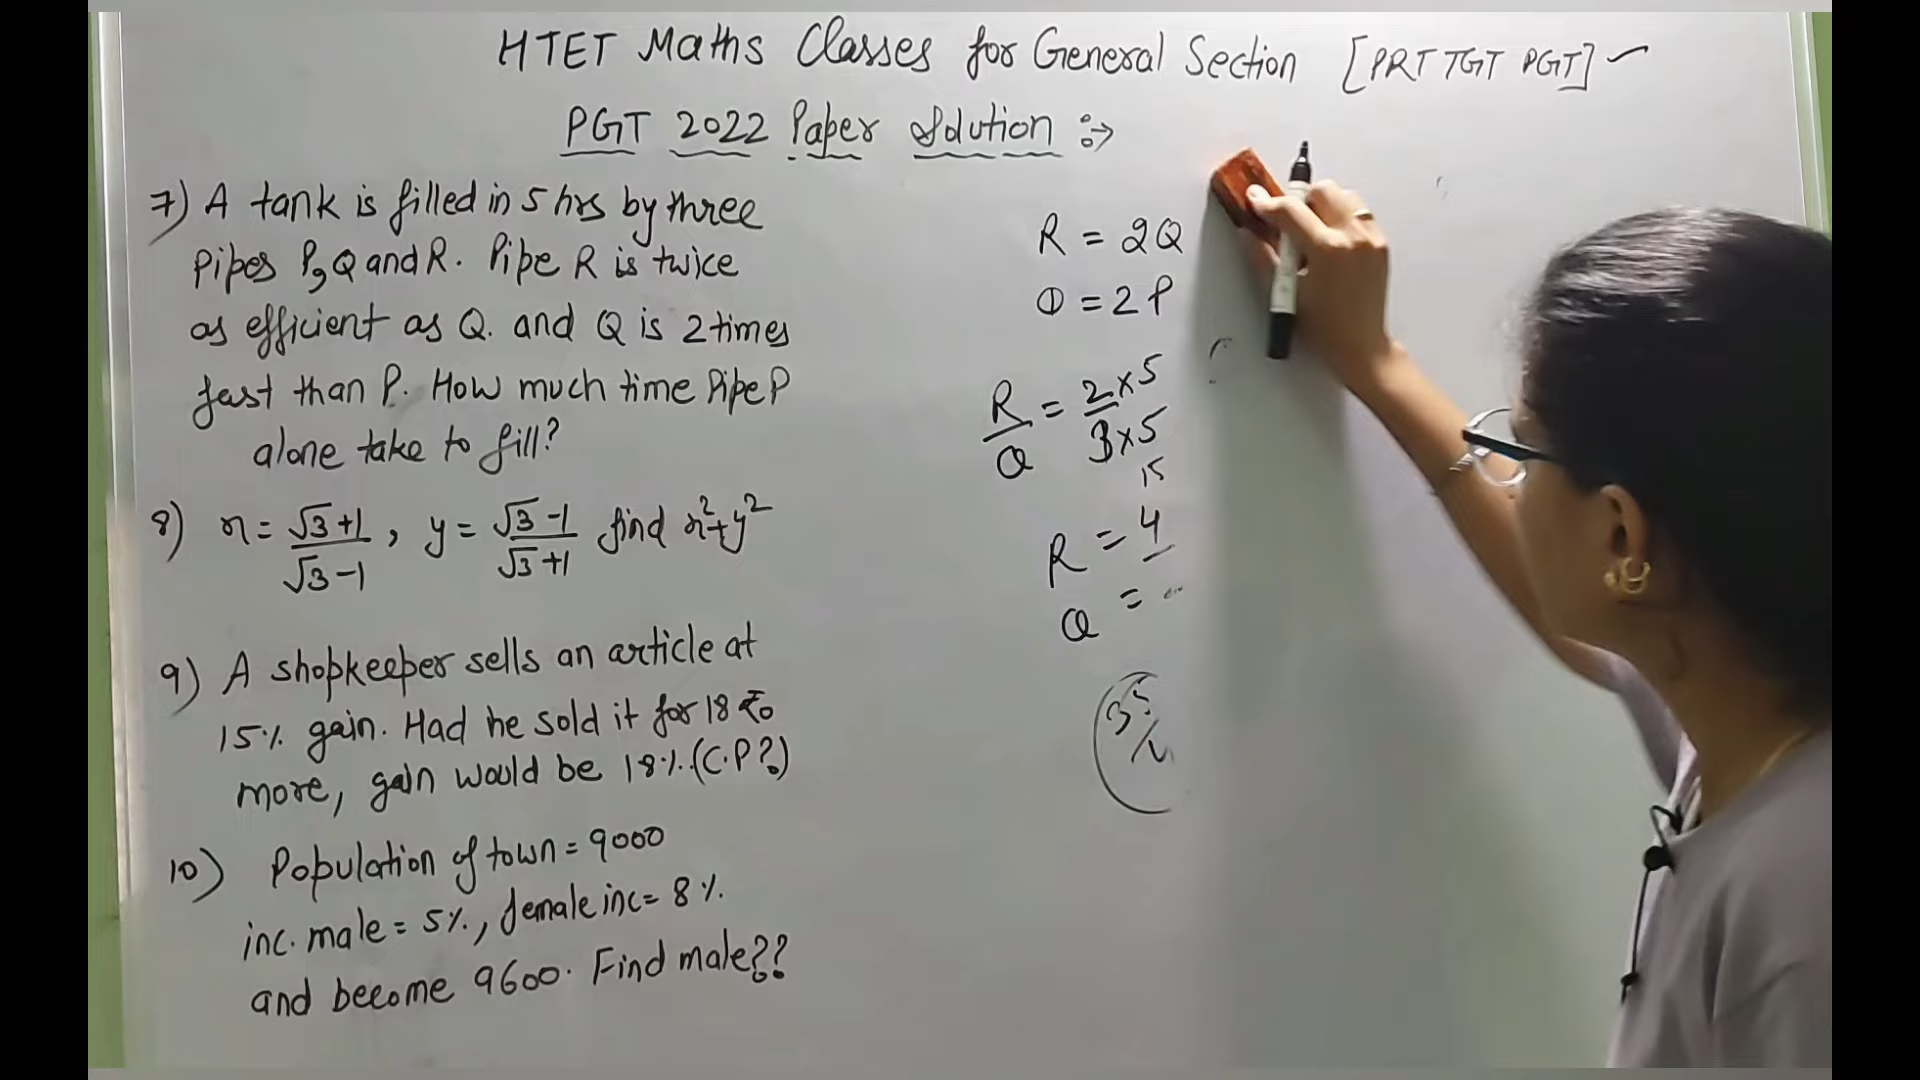 HTET Maths Classes for General Section [PRT TGT PGT]
PGT 2022 Paper Solution :->
7) A tank is filled in 5 hrs by three
Pipes P, Q and R. Pipe R is twice
as efficient as Q. and Q is 2 times
fast than P. How much time Pipe P
alone take to fill?
8) x = √3+1/√3-1, y = √3-1/√3+1 find x²+y²
9) A shopkeeper sells an article at
15% gain. Had he sold it for 18 ₹
more, gain would be 18%. (C.P?)
10) Population of town = 9000
inc. male = 5%, female inc = 8%
and become 9600. Find male??
R = 2Q
Q = 2P
R/Q = 2×5/3×5
15
R = 4
Q =
35/